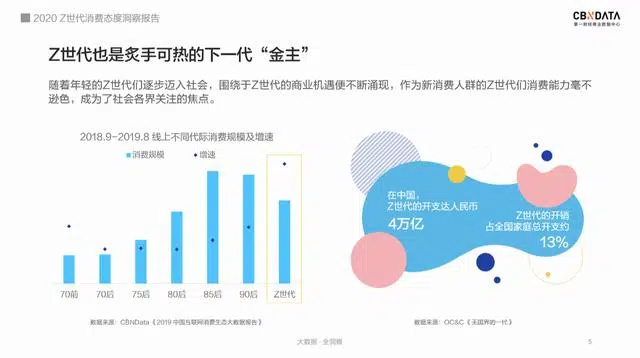 2020 Z世代消费态度洞察报告
CBNDATA
第一财经商业数据中心
Z世代也是炙手可热的下一代“金主”
随着年轻的Z世代们逐步迈入社会，围绕于Z世代的商业机遇便不断涌现，作为新消费人群的Z世代们消费能力毫不
逊色，成为了社会各界关注的焦点。
2018.9-2019.8 线上不同代际消费规模及增速
消费规模 增速
70前 70后 75后 80后 85后 90后 Z世代
数据来源：CBNData《2019 中国互联网消费生态大数据报告》
在中国，
Z世代的开支达人民币
4万亿
Z世代的开销
占全国家庭总开支约
13%
数据来源：OC&C《无国界的一代》
大数据·全洞察
5